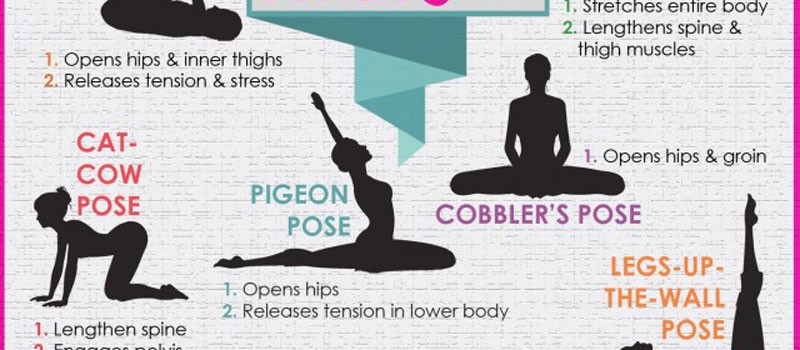 1. Stretches entire body
2. Lengthens spine &
thigh muscles
1. Opens hips & inner thighs
2. Releases tension & stress
CAT-
COW
POSE
1. Lengthen spine
2. Engages pelvis
PIGEON
POSE
1. Opens hips
2. Releases tension in lower body
1. Opens hips & groin
COBBLER'S POSE
LEGS-UP-
THE-WALL
POSE